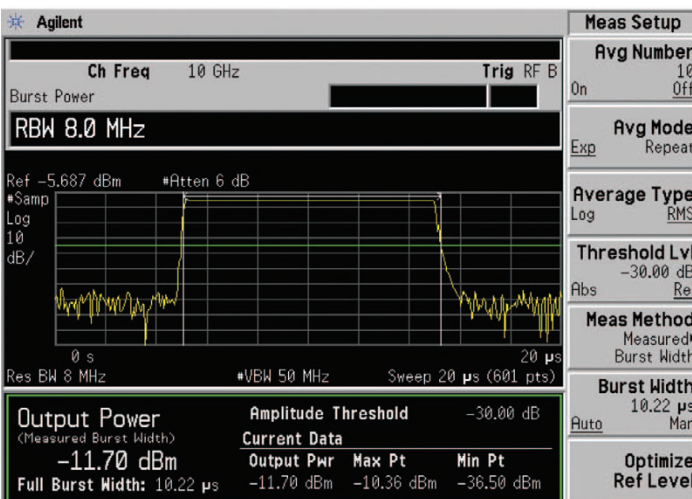 Agilent
Meas Setup
Ch Freq 10 GHz Trig RF B
Burst Power
RBW 8.0 MHz
Ref -5.687 dBm #Atten 6 dB
#Samp
Log
10
dB/
0 s 20 µs
Res BW 8 MHz #VBW 50 MHz Sweep 20 µs (601 pts)
Output Power
(Measured Burst Width)
-11.70 dBm
Full Burst Width: 10.22 µs
Amplitude Threshold -30.00 dB
Current Data
Output Pwr Max Pt Min Pt
-11.70 dBm -10.36 dBm -36.50 dBm
Avg Number
10
On Off
Avg Mode
Exp Repeat
Average Type
Log RMS
Threshold Lvl
-30.00 dB
Abs Re
Meas Method
Measured
Burst Width
Burst Width
10.22 µs
Auto Man
Optimize
Ref Level